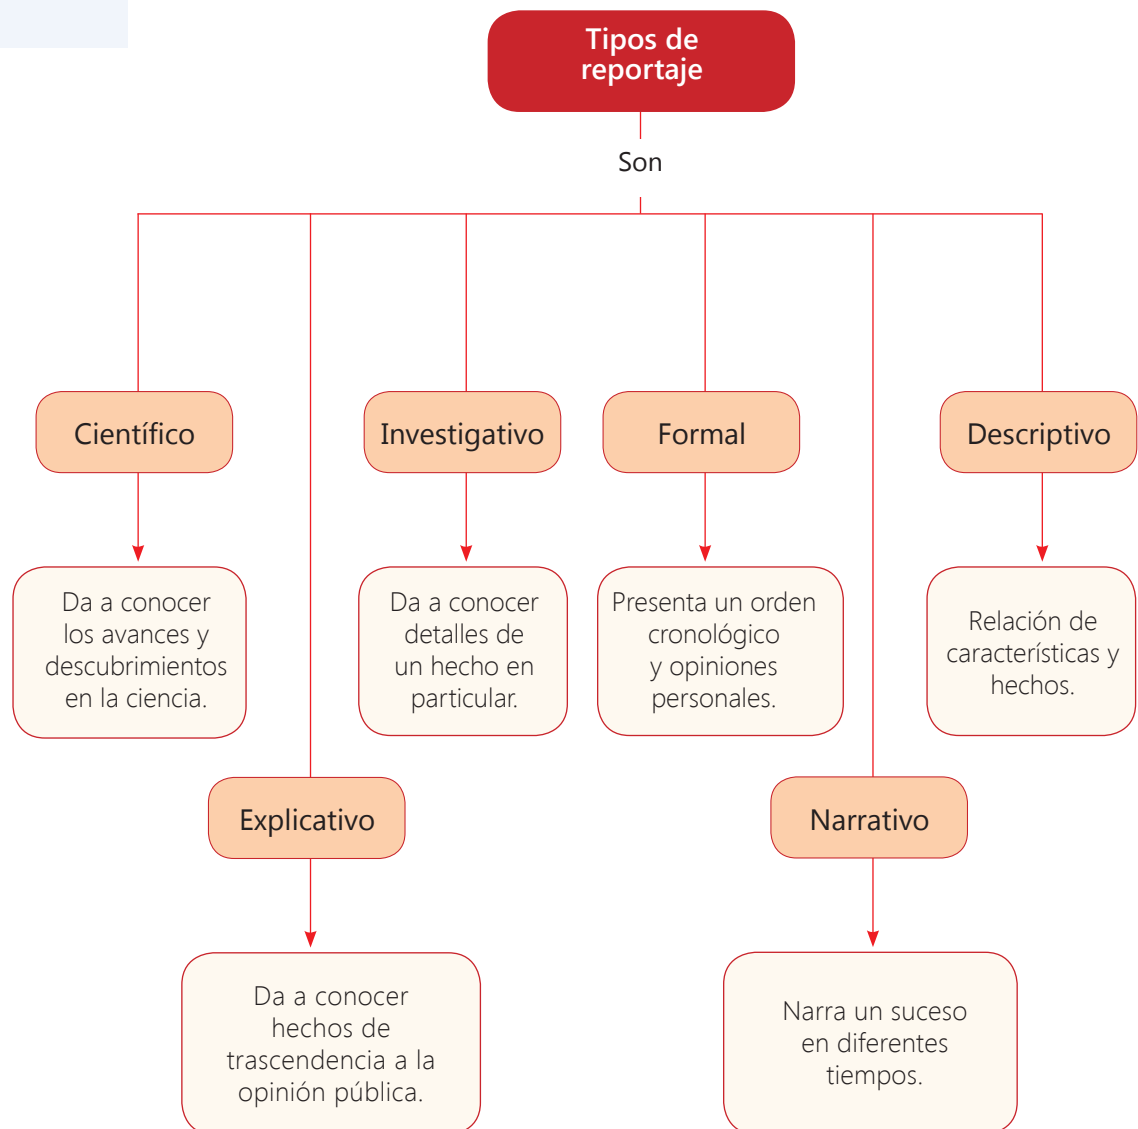 Tipos de
reportaje
Son
Científico
Investigativo
Formal
Descriptivo
Da a conocer
los avances y
descubrimientos
en la ciencia.
Da a conocer
detalles de
un hecho en
particular.
Presenta un orden
cronológico
y opiniones
personales.
Relación de
características y
hechos.
Explicativo
Narrativo
Da a conocer
hechos de
trascendencia a la
opinión pública.
Narra un suceso
en diferentes
tiempos.